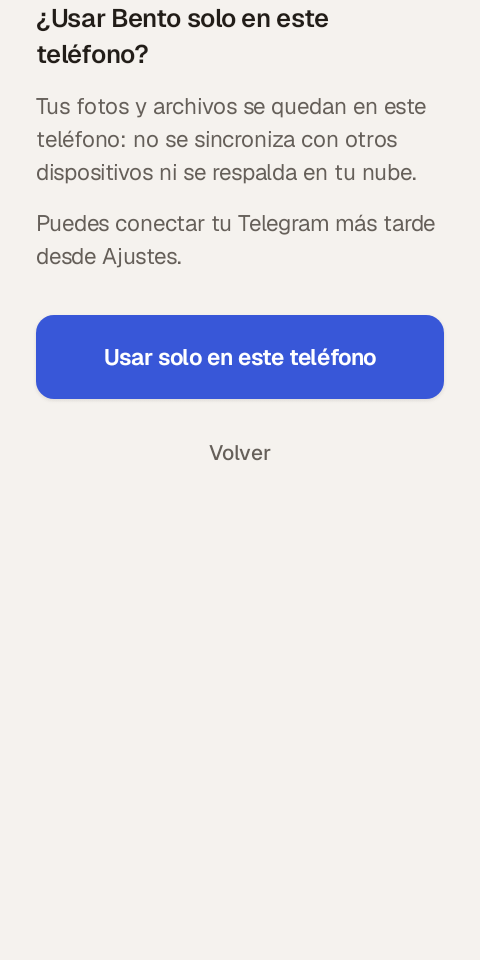 ¿Usar Bento solo en este
teléfono?
Tus fotos y archivos se quedan en este
teléfono: no se sincroniza con otros
dispositivos ni se respalda en tu nube.
Puedes conectar tu Telegram más tarde
desde Ajustes.
Usar solo en este teléfono
Volver